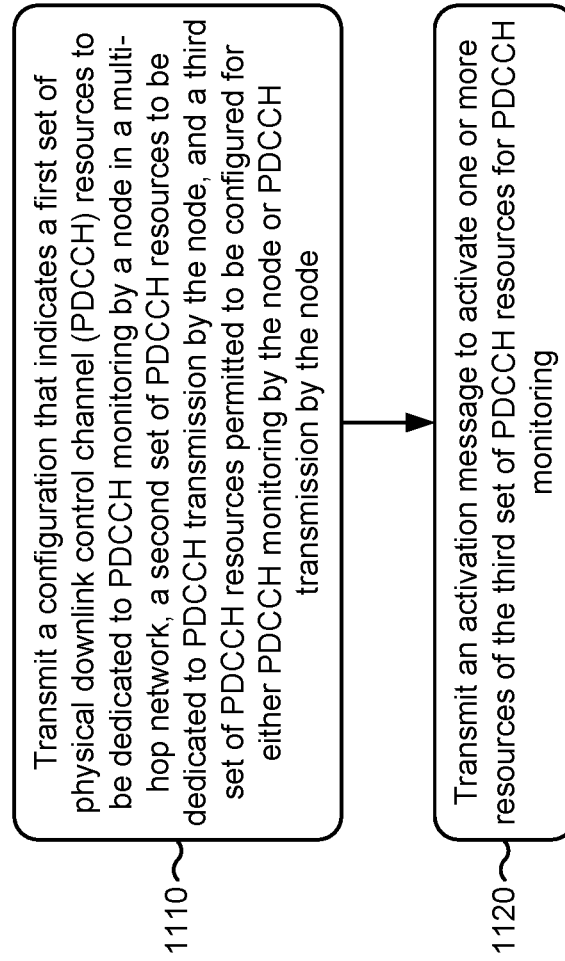 1110
Transmit a configuration that indicates a first set of
physical downlink control channel (PDCCH) resources to
be dedicated to PDCCH monitoring by a node in a multi-
hop network, a second set of PDCCH resources to be
dedicated to PDCCH transmission by the node, and a third
set of PDCCH resources permitted to be configured for
either PDCCH monitoring by the node or PDCCH
transmission by the node
1120
Transmit an activation message to activate one or more
resources of the third set of PDCCH resources for PDCCH
monitoring